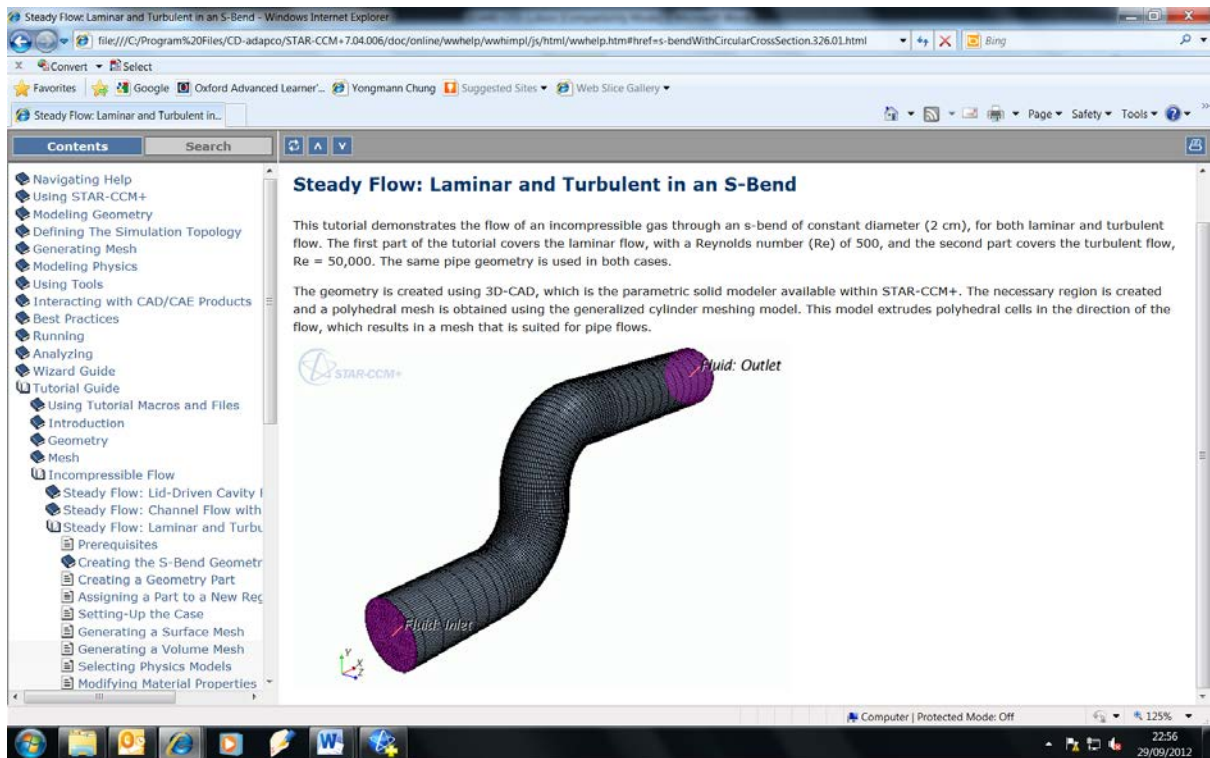 Steady Flow: Laminar and Turbulent in an S-Bend - Windows Internet Explorer
file:///C:/Program%20Files/CD-adapco/STAR-CCM+7.04.006/doc/online/wwhelp/wwhimpl/js/html/wwhelp.htm#href=s-bendWithCircularCrossSection.326.01.html
Bing
x Convert Select
Favorites Google Oxford Advanced Learner'... Yongmann Chung Suggested Sites Web Slice Gallery
Steady Flow: Laminar and Turbulent in... Page Safety Tools
Contents Search
Navigating Help
Using STAR-CCM+
Modeling Geometry
Defining The Simulation Topology
Generating Mesh
Modeling Physics
Using Tools
Interacting with CAD/CAE Products
Best Practices
Running
Analyzing
Wizard Guide
Tutorial Guide
Using Tutorial Macros and Files
Introduction
Geometry
Mesh
Incompressible Flow
Steady Flow: Lid-Driven Cavity
Steady Flow: Channel Flow with
Steady Flow: Laminar and Turbu
Prerequisites
Creating the S-Bend Geometr
Creating a Geometry Part
Assigning a Part to a New Reg
Setting-Up the Case
Generating a Surface Mesh
Generating a Volume Mesh
Selecting Physics Models
Modifying Material Properties
Steady Flow: Laminar and Turbulent in an S-Bend
This tutorial demonstrates the flow of an incompressible gas through an s-bend of constant diameter (2 cm), for both laminar and turbulent
flow. The first part of the tutorial covers the laminar flow, with a Reynolds number (Re) of 500, and the second part covers the turbulent flow,
Re = 50,000. The same pipe geometry is used in both cases.
The geometry is created using 3D-CAD, which is the parametric solid modeler available within STAR-CCM+. The necessary region is created
and a polyhedral mesh is obtained using the generalized cylinder meshing model. This model extrudes polyhedral cells in the direction of the
flow, which results in a mesh that is suited for pipe flows.
STAR-CCM+
Fluid: Outlet
Fluid: Inlet
Y
X
Z
Computer | Protected Mode: Off 125%
22:56
29/09/2012